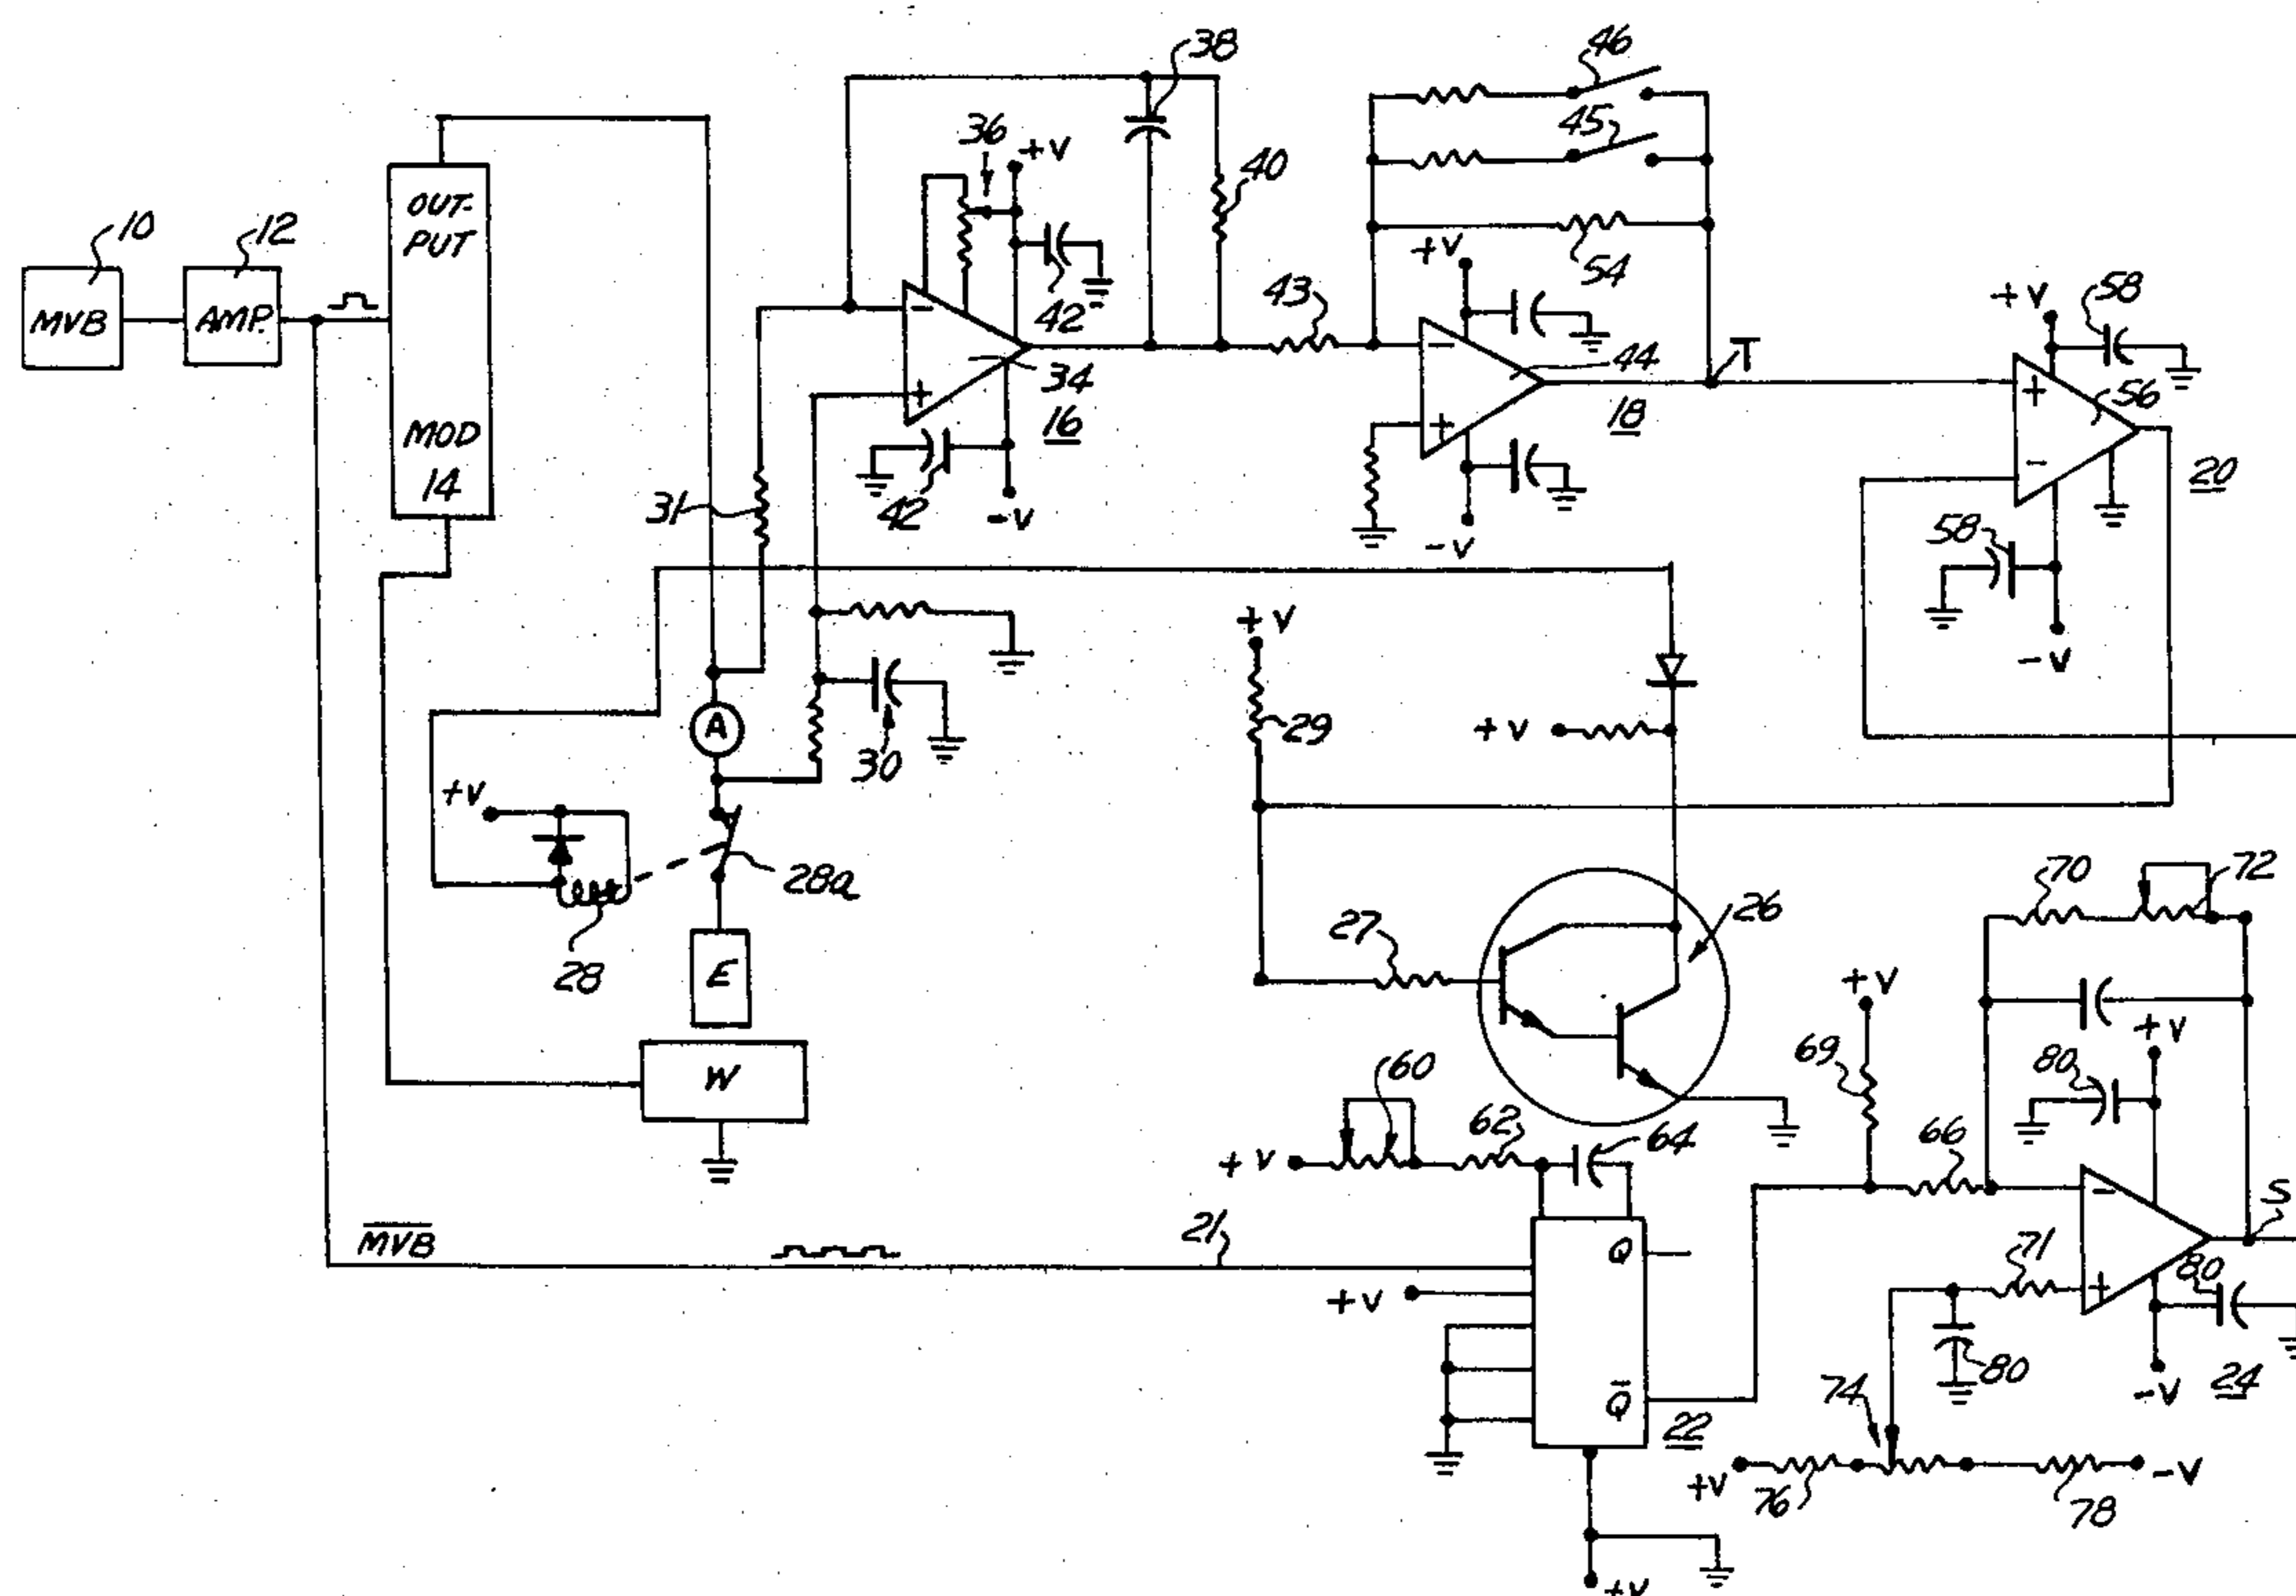 38
46
36
+V
45
OUT-
PUT
40
10
12
+V
54
43
+V
58
MVB
AMP.
42
34
44
T
MOD
16
18
+
56
14
+
-
20
31
42
-V
-V
58
+V
-V
A
29
+V
30
+V
28a
70
72
27
26
E
28
+V
+V
60
69
80
W
62
64
66
+V
S
MVB
21
Q
71
80
+V
+
Q
80
74
-V
24
22
+V
76
78
-V
+V